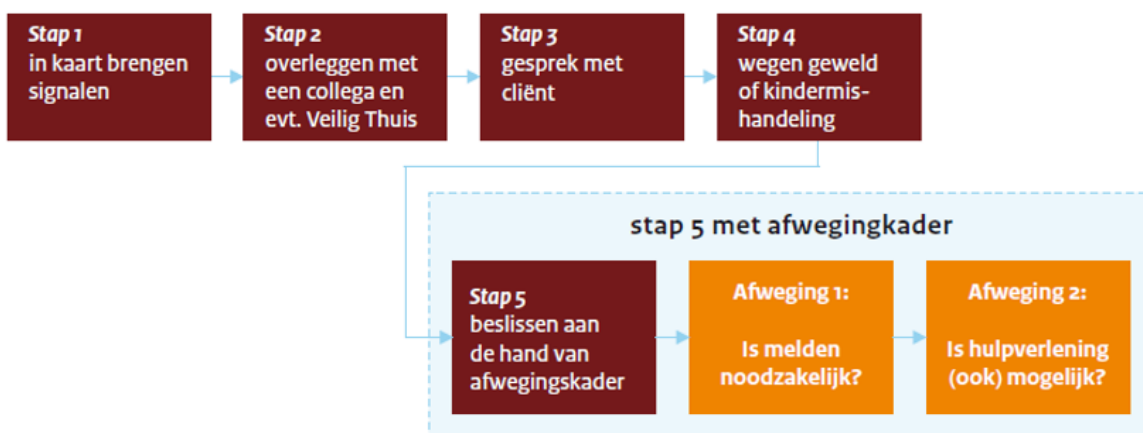 Stap 1
in kaart brengen
signalen
Stap 2
overleggen met
een collega en
evt. Veilig Thuis
Stap 3
gesprek met
cliënt
Stap 4
wegen geweld
of kindermis-
handeling
stap 5 met afwegingkader
Stap 5
beslissen aan
de hand van
afwegingskader
Afweging 1:
Is melden
noodzakelijk?
Afweging 2:
Is hulpverlening
(ook) mogelijk?